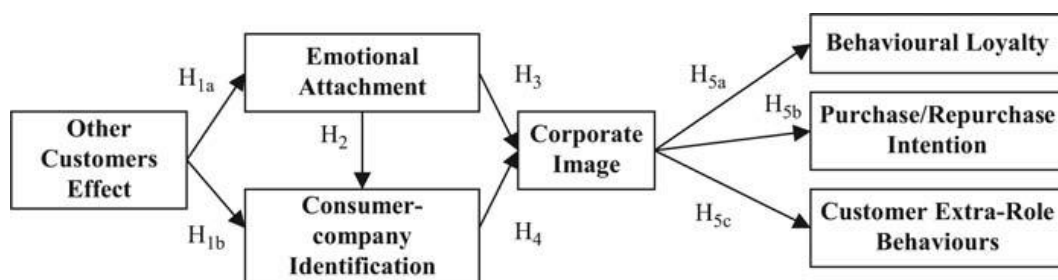 Other
Customers
Effect
H1a
H1b
Emotional
Attachment
H2
Consumer-
company
Identification
H3
H4
Corporate
Image
H5a
H5b
H5c
Behavioural Loyalty
Purchase/Repurchase
Intention
Customer Extra-Role
Behaviours